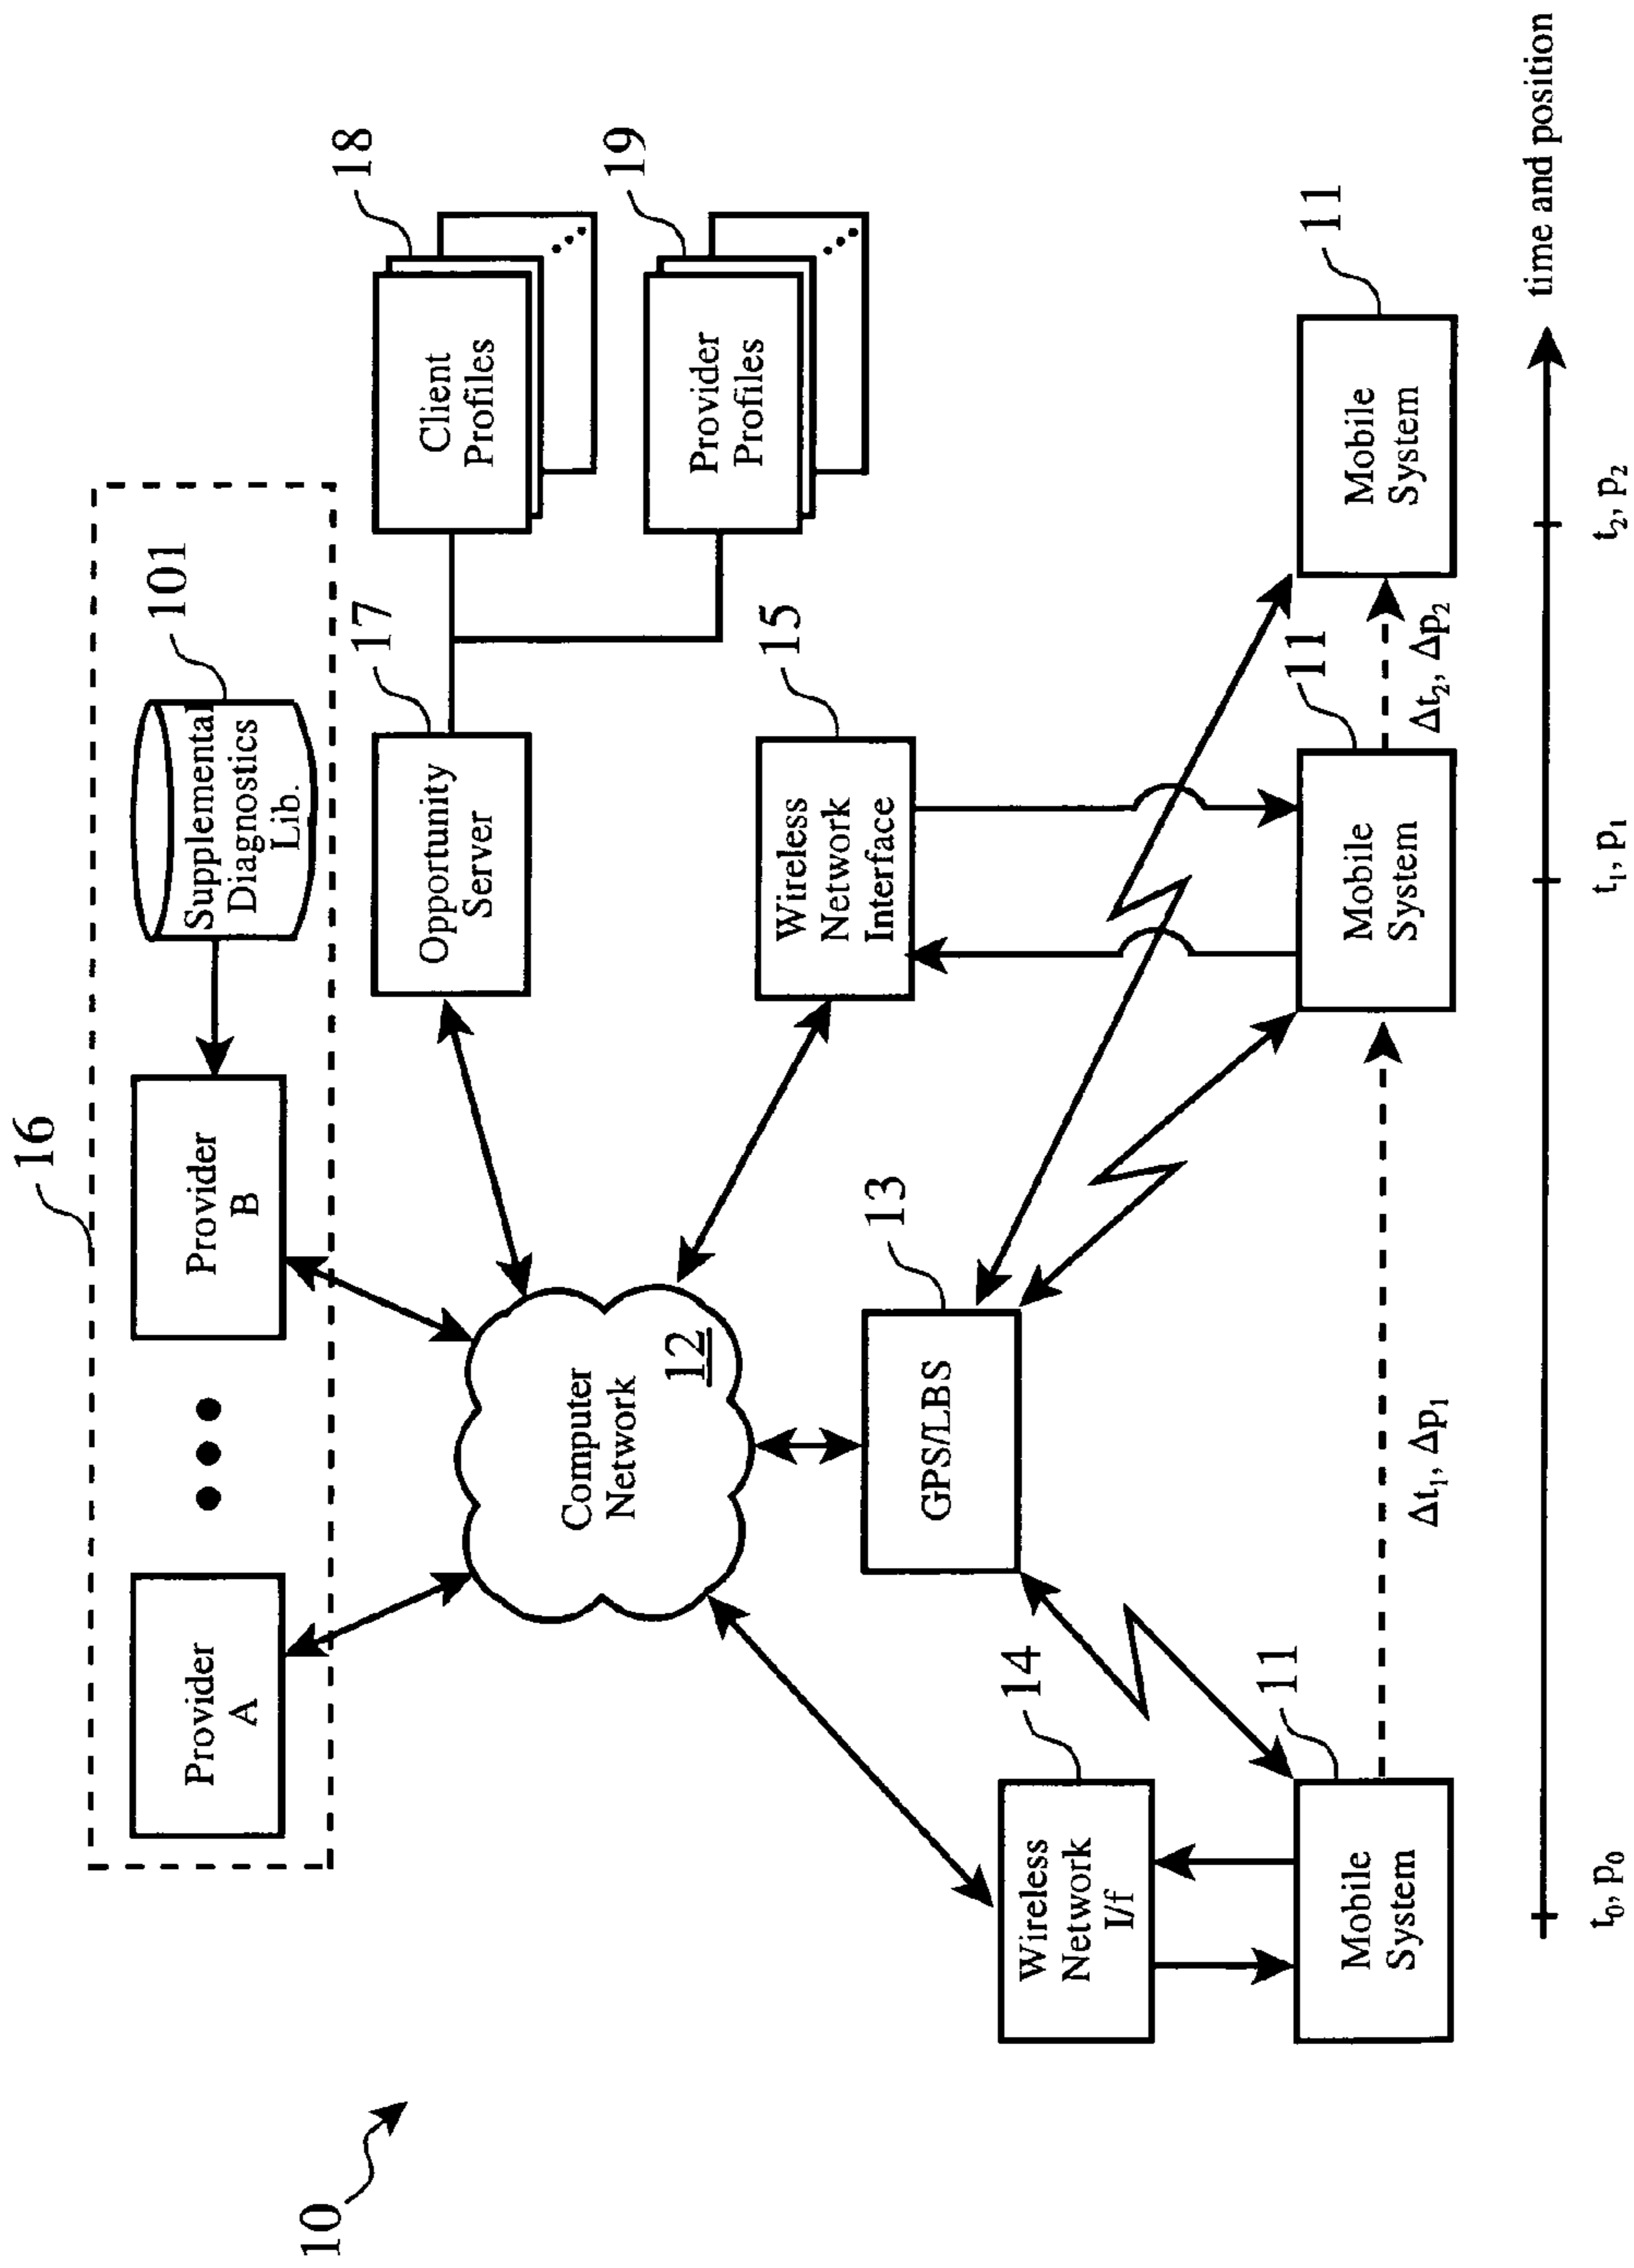 16
Provider
A
Provider
B
Supplemental
Diagnostics
Lib.
101
Opportunity
Server
17
Client
Profiles
18
Provider
Profiles
19
Computer
Network
12
Wireless
Network
Interface
15
GPS/LBS
13
Wireless
Network
I/f
14
Mobile
System
11
Mobile
System
11
Mobile
System
11
Δt₁, Δp₁
Δt₂, Δp₂
t₀, p₀
t₁, p₁
t₂, p₂
time and position
10